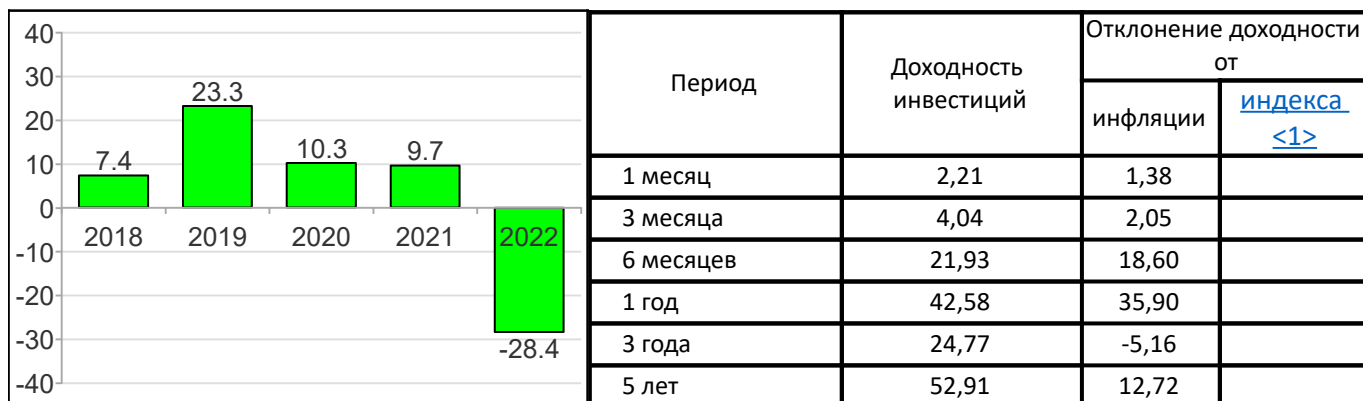 40
30
20
10
0
-10
-20
-30
-40
7.4
23.3
10.3
9.7
-28.4
2018 2019 2020 2021 2022
Период
Доходность
инвестиций
Отклонение доходности
от
инфляции
индекса
<1>
1 месяц 2,21 1,38
3 месяца 4,04 2,05
6 месяцев 21,93 18,60
1 год 42,58 35,90
3 года 24,77 -5,16
5 лет 52,91 12,72